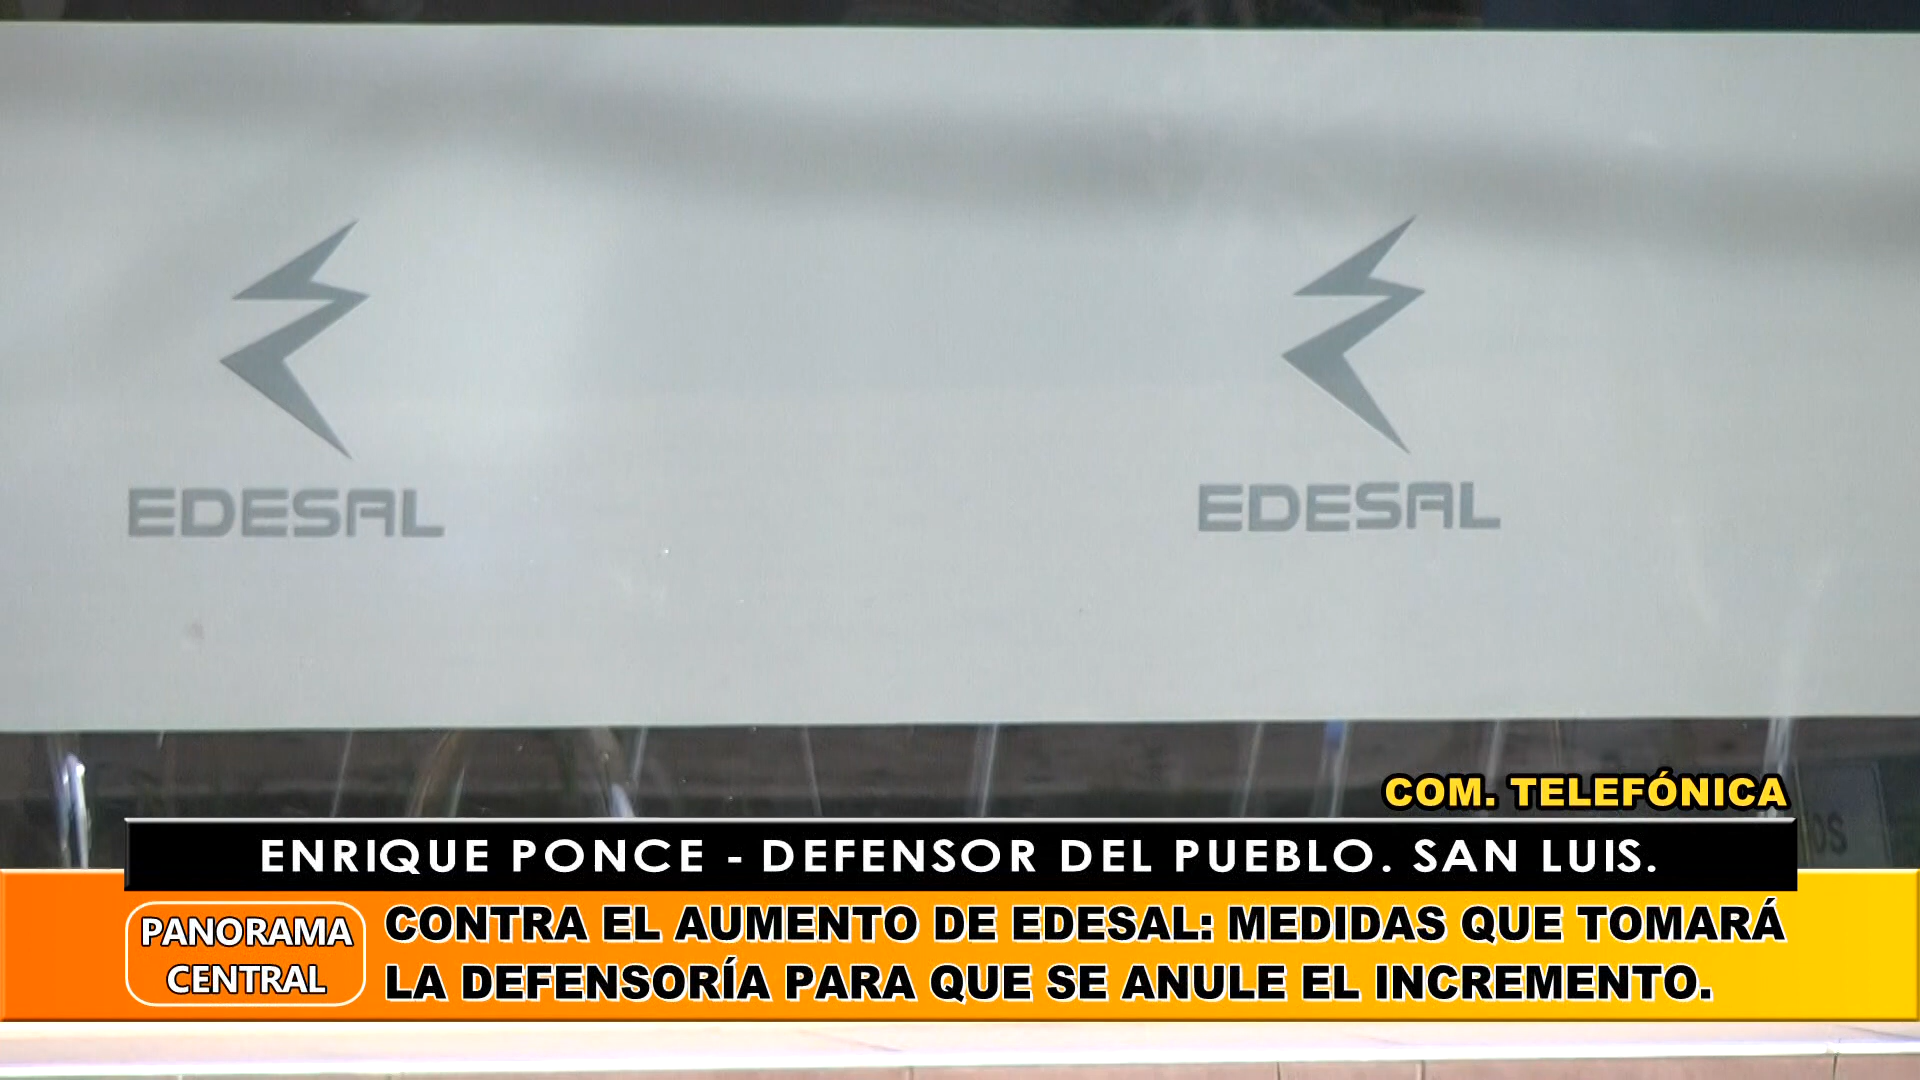 EDESAL
EDESAL
COM. TELEFÓNICA
ENRIQUE PONCE - DEFENSOR DEL PUEBLO. SAN LUIS.
PANORAMA
CENTRAL
CONTRA EL AUMENTO DE EDESAL: MEDIDAS QUE TOMARÁ
LA DEFENSORÍA PARA QUE SE ANULE EL INCREMENTO.